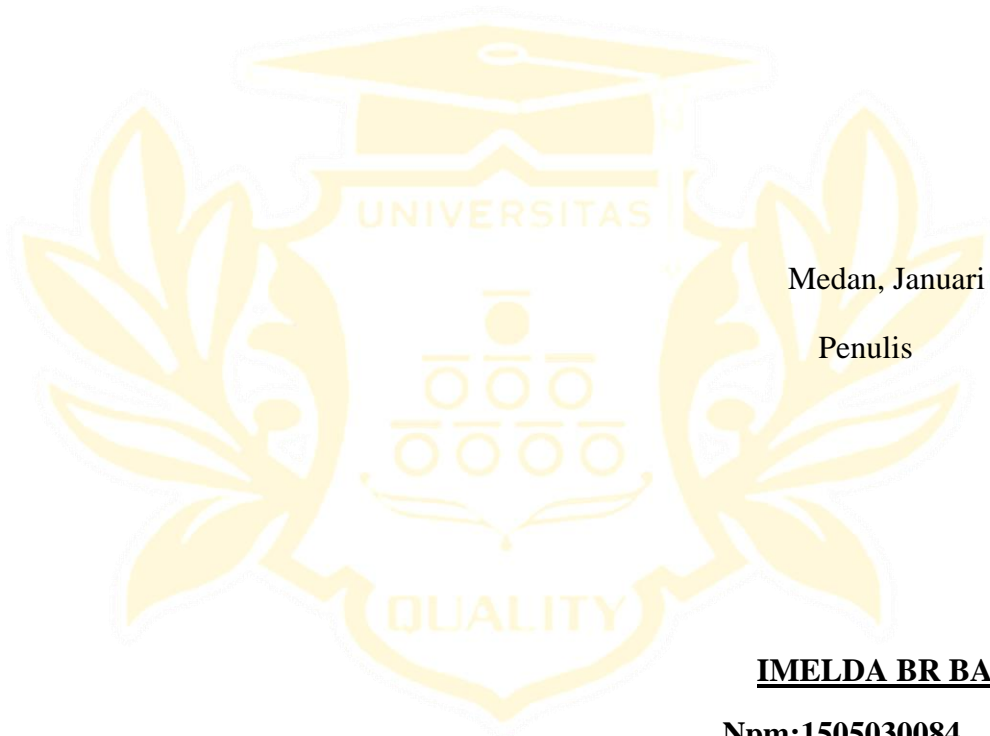 UNIVERSITAS
Medan, Januari
Penulis
QUALITY
IMELDA BR BA
Npm:1505030084